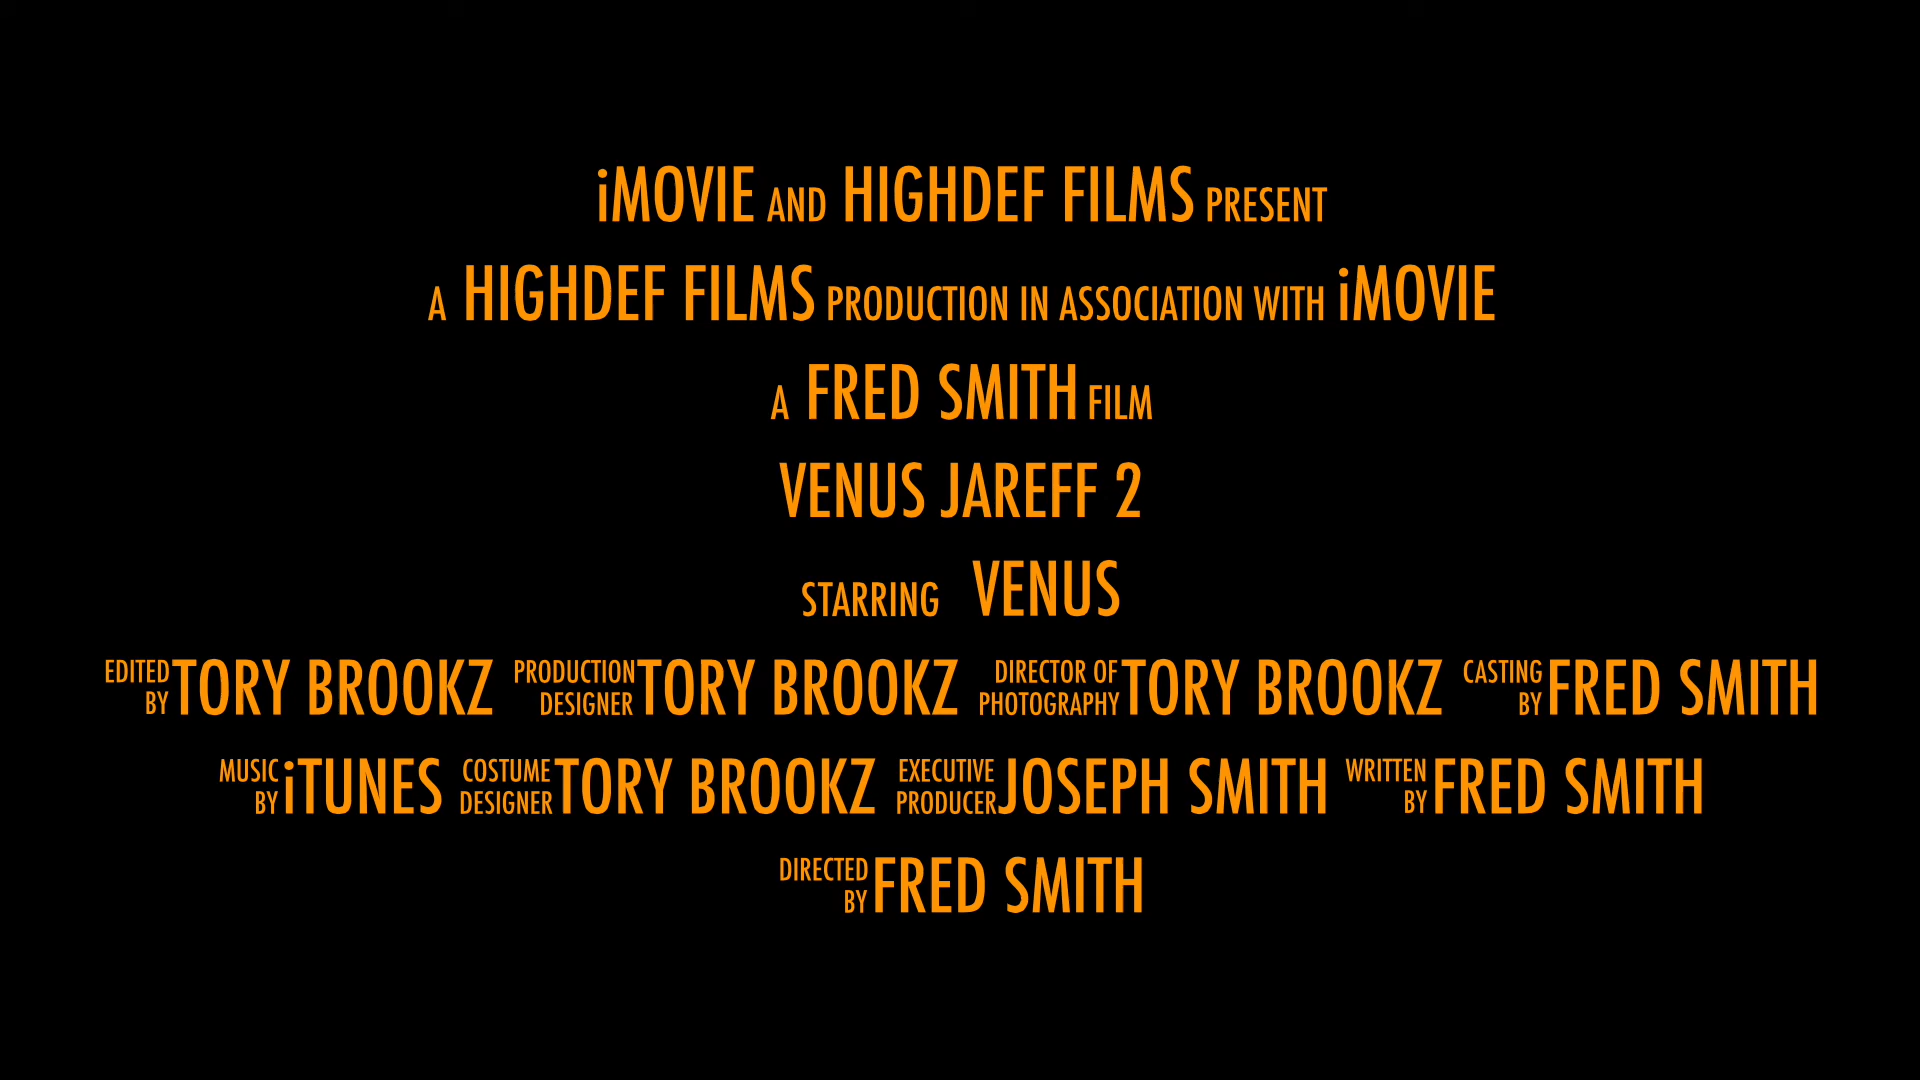 iMOVIE AND HIGHDEF FILMS PRESENT
A HIGHDEF FILMS PRODUCTION IN ASSOCIATION WITH iMOVIE
A FRED SMITH FILM
VENUS JAREFF 2
STARRING VENUS
EDITED BY TORY BROOKZ PRODUCTION DESIGNER TORY BROOKZ DIRECTOR OF PHOTOGRAPHY TORY BROOKZ CASTING BY FRED SMITH
MUSIC BY iTUNES COSTUME DESIGNER TORY BROOKZ EXECUTIVE PRODUCER JOSEPH SMITH WRITTEN BY FRED SMITH
DIRECTED BY FRED SMITH